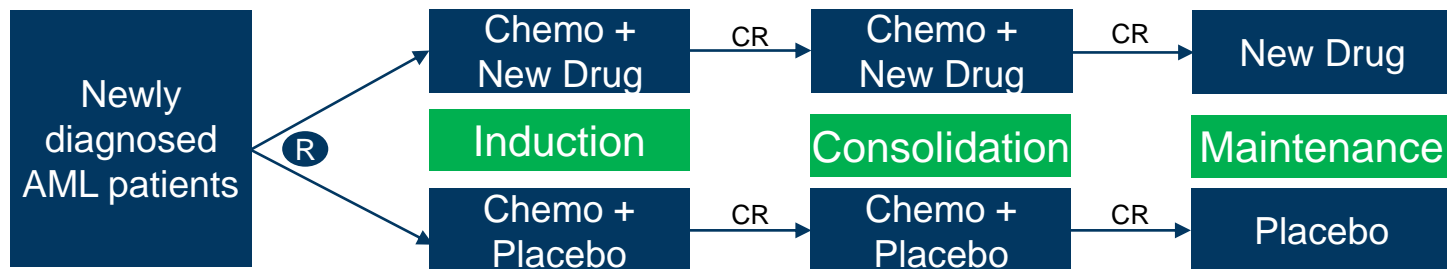 Newly
diagnosed
AML patients
R
Chemo +
New Drug
CR
Chemo +
New Drug
CR
New Drug
Induction
Consolidation
Maintenance
Chemo +
Placebo
CR
Chemo +
Placebo
CR
Placebo